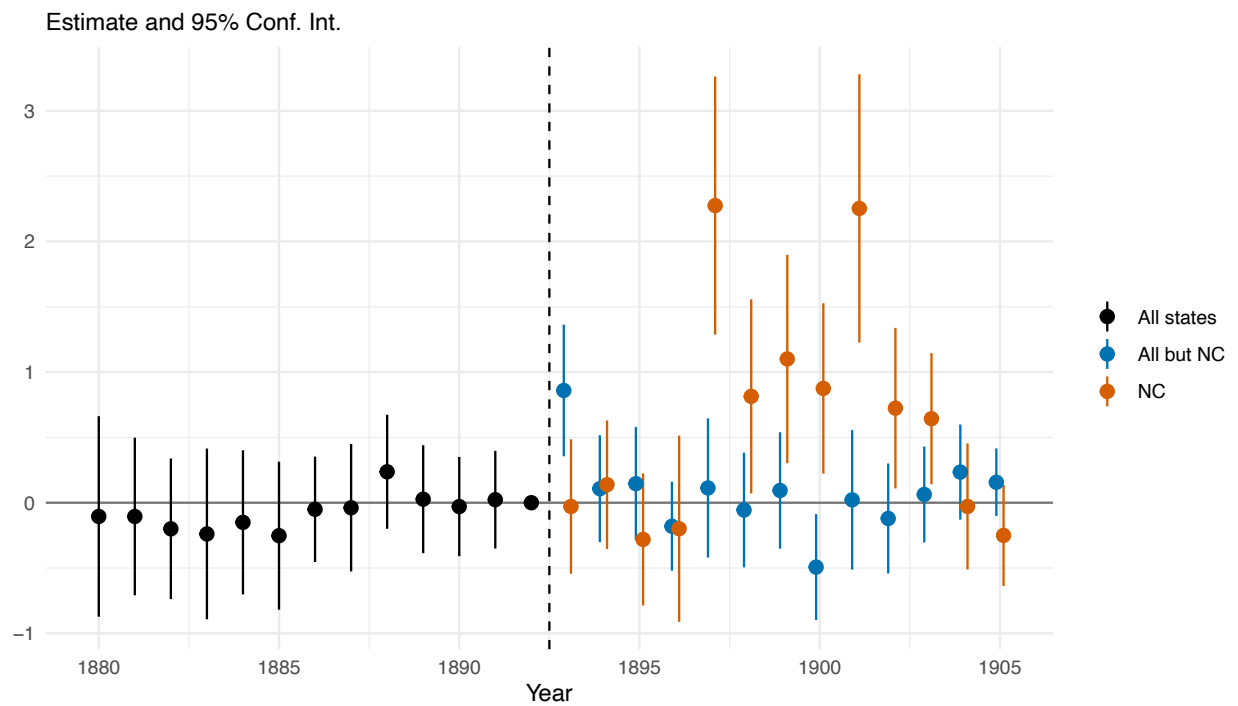 Estimate and 95% Conf. Int.
3
2
1
0
−1
1880 1885 1890 1895 1900 1905
Year
All states
All but NC
NC